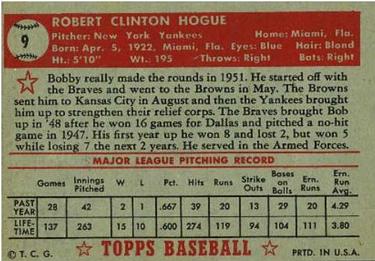 9
ROBERT CLINTON HOGUE
Pitcher: New York Yankees Home: Miami, Fla.
Born: Apr. 5, 1922, Miami, Fla. Eyes: Blue Hair: Blond
Ht.: 5'10" Wt.: 195 Throws: Right Bats: Right
Bobby really made the rounds in 1951. He started off with
the Braves and went to the Browns in May. The Browns
sent him to Kansas City in August and then the Yankees brought
him up to strengthen their relief corps. The Braves brought Bob
up in '48 after he won 16 games for Dallas and pitched a no-hit
game in 1947. His first year up he won 8 and lost 2, but won 5
while losing 7 the next 2 years. He served in the Armed Forces.
MAJOR LEAGUE PITCHING RECORD
Games Innings Pitched W L Pct. Hits Runs Strike Outs Bases on Balls Ern. Runs Ern. Run Avg.
PAST YEAR 28 42 2 1 .667 39 20 13 31 20 4.29
LIFE-TIME 137 263 15 10 .600 274 119 94 104 111 3.80
© T. C. G. TOPPS BASEBALL PRTD. IN U.S.A.